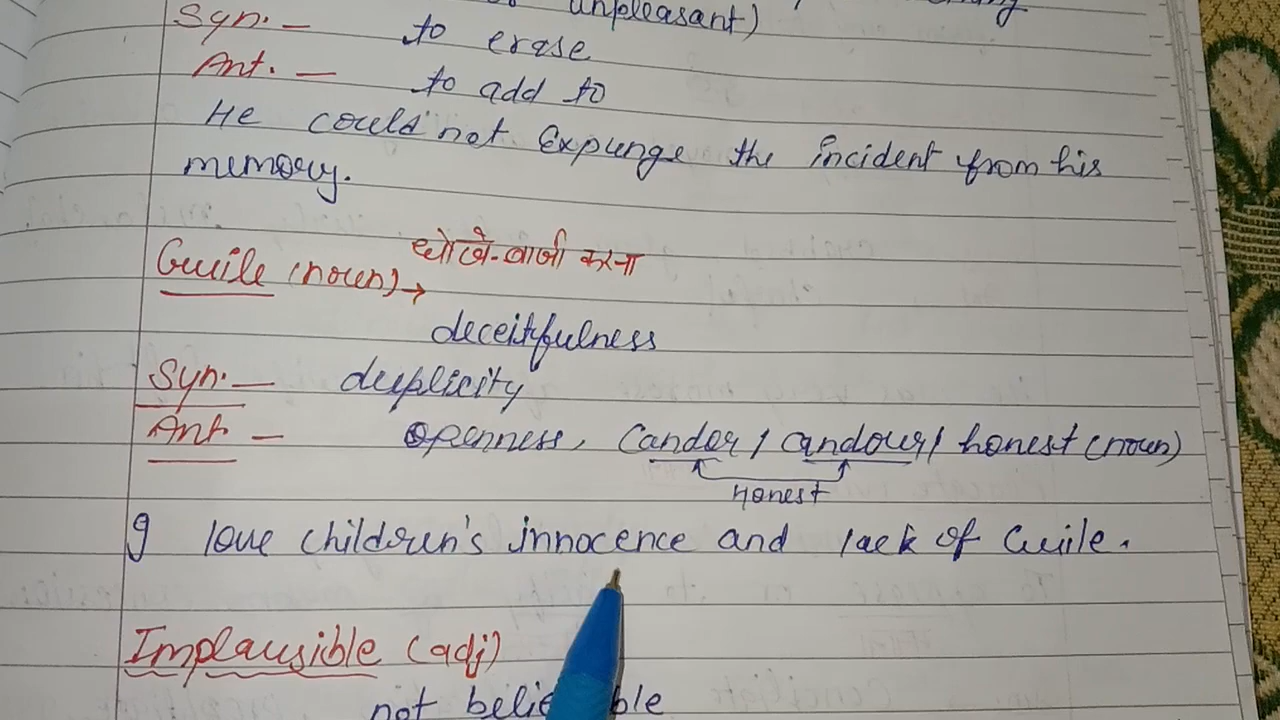 unpleasant)
Syn. — to erase
Ant. — to add to
He could not Expunge the incident from his
memory.
Guile (noun) → धोखे-बाजी करना
deceitfulness
Syn. — duplicity
Ant — openness, Candor / candour / honest (noun)
Honest
I love children's innocence and lack of Guile.
Implausible (adj)